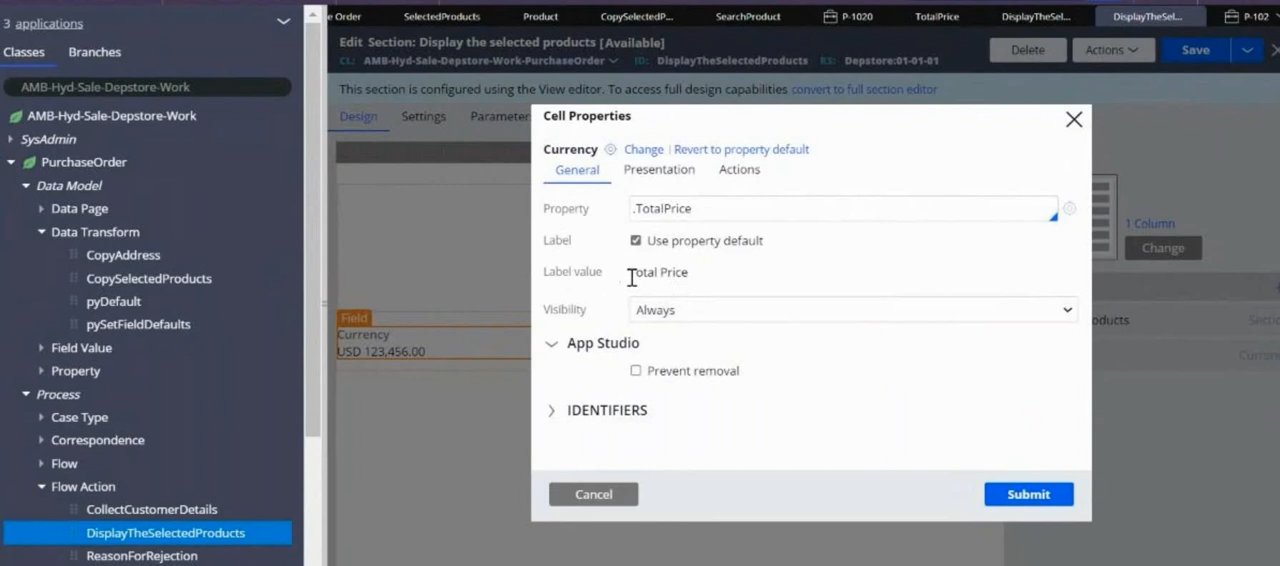 3 applications
Classes Branches
AMB-Hyd-Sale-Depstore-Work
AMB-Hyd-Sale-Depstore-Work
SysAdmin
PurchaseOrder
Data Model
Data Page
Data Transform
CopyAddress
CopySelectedProducts
pyDefault
pySetFieldDefaults
Field Value
Property
Process
Case Type
Correspondence
Flow
Flow Action
CollectCustomerDetails
DisplayTheSelectedProducts
ReasonForRejection
e Order SelectedProducts Product CopySelectedP... SearchProduct P-1020 TotalPrice DisplayTheSel... DisplayTheSel... P-102
Edit Section: Display the selected products [Available]
CL: AMB-Hyd-Sale-Depstore-Work-PurchaseOrder ID: DisplayTheSelectedProducts RS: Depstore:01-01-01
Delete Actions Save
This section is configured using the View editor. To access full design capabilities convert to full section editor
Design Settings Parameter
Field
Currency
USD 123,456.00
Cell Properties
Currency Change | Revert to property default
General Presentation Actions
Property .TotalPrice
Label Use property default
Label value Total Price
Visibility Always
App Studio
Prevent removal
IDENTIFIERS
Cancel Submit
1 Column
Change
oducts Sectio
Curren